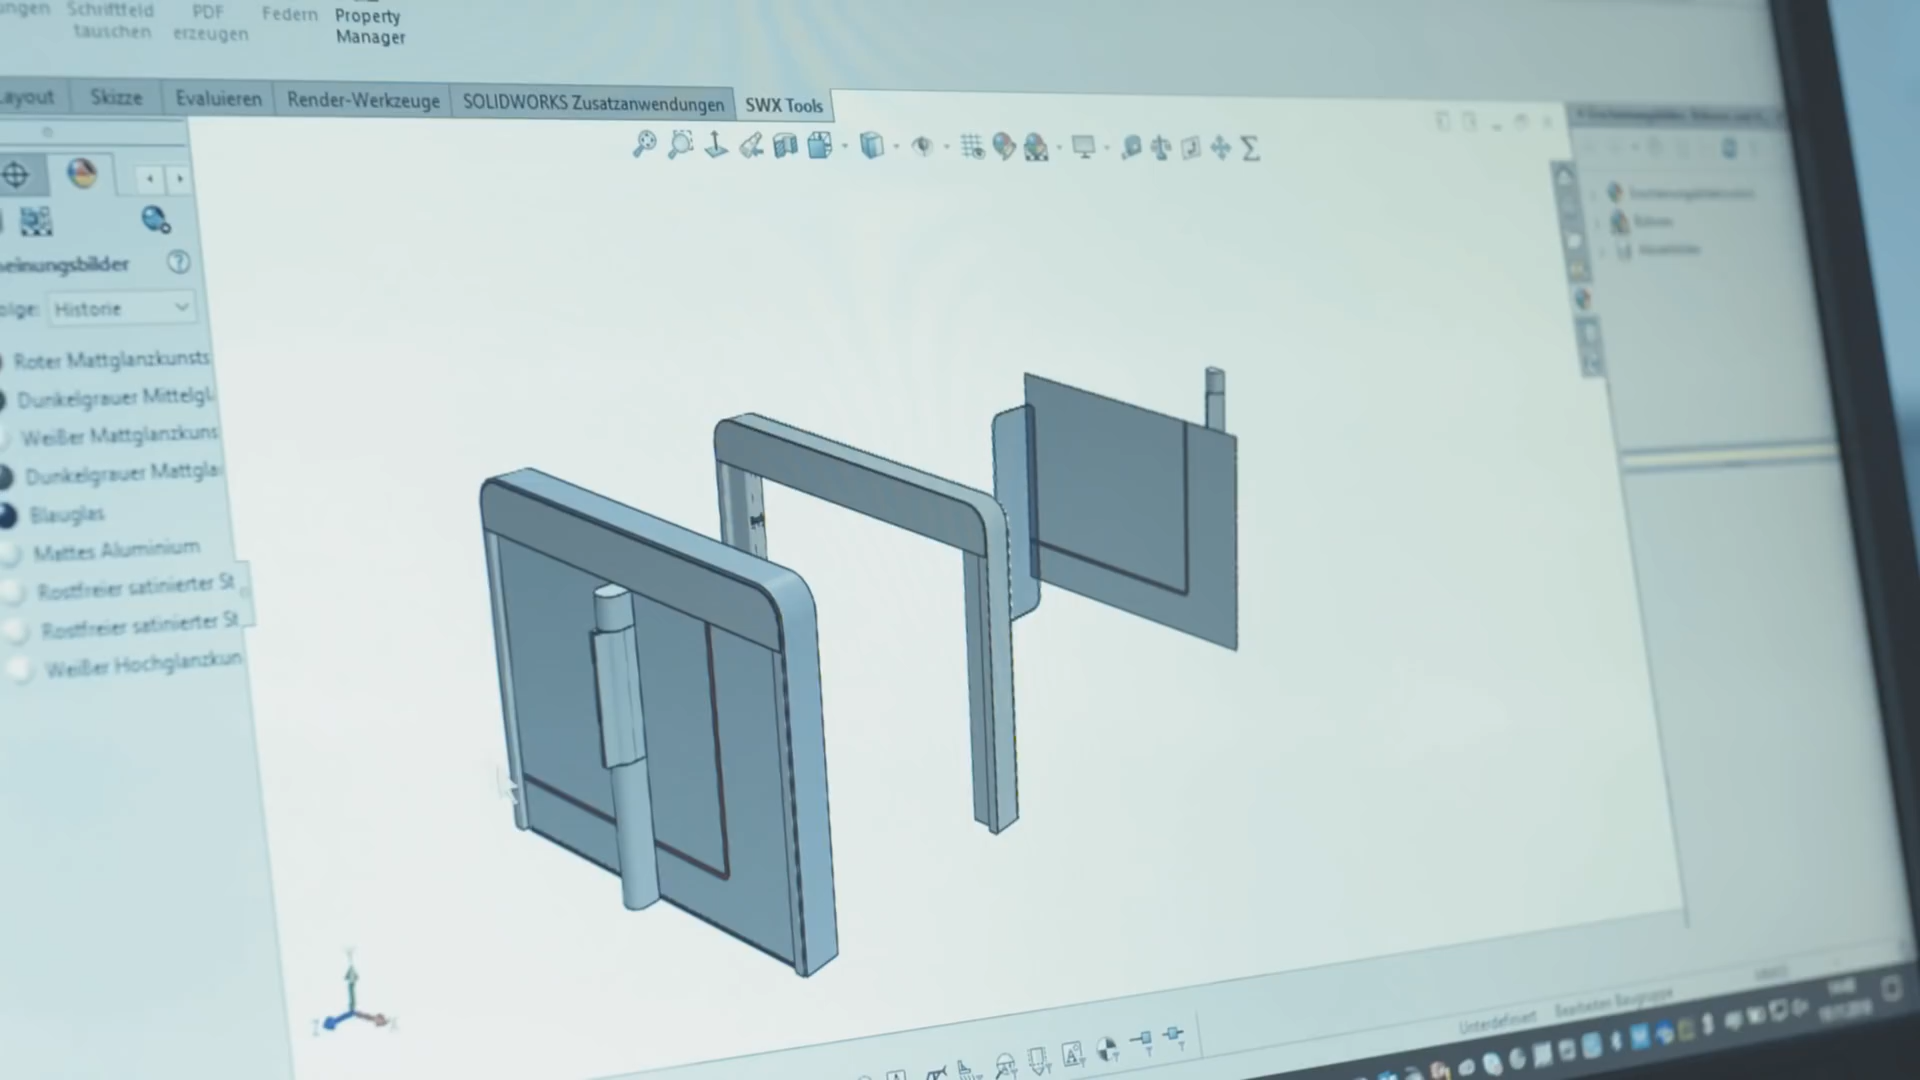 Schriftfeld
tauschen
PDF
erzeugen
Federn
Property
Manager
Layout
Skizze
Evaluieren
Render-Werkzeuge
SOLIDWORKS Zusatzanwendungen
SWX Tools
einungsbilder
olge:
Historie
Roter Mattglanzkunsts
Dunkelgrauer Mittelgl
Weißer Mattglanzkuns
Dunkelgrauer Mattgla
Blauglas
Mattes Aluminium
Rostfreier satinierter St
Rostfreier satinierter St
Weißer Hochglanzkun
Y
Z
X
Unterdefiniert
Bearbeiten Baugruppe